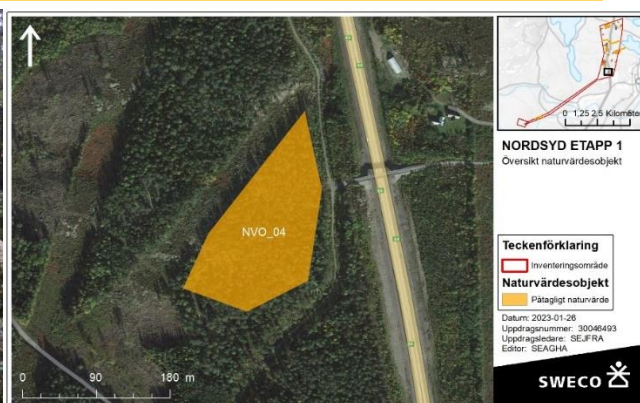 NVO_04
0 90 180 m
0 1,25 2,5 Kilometer
NORDSYD ETAPP 1
Översikt naturvärdesobjekt
Teckenförklaring
Inventeringsområde
Naturvärdesobjekt
Påtagligt naturvärde
Datum: 2023-01-26
Uppdragsnummer: 30046493
Uppdragsledare: SEJFRA
Editor: SEAGHA
SWECO